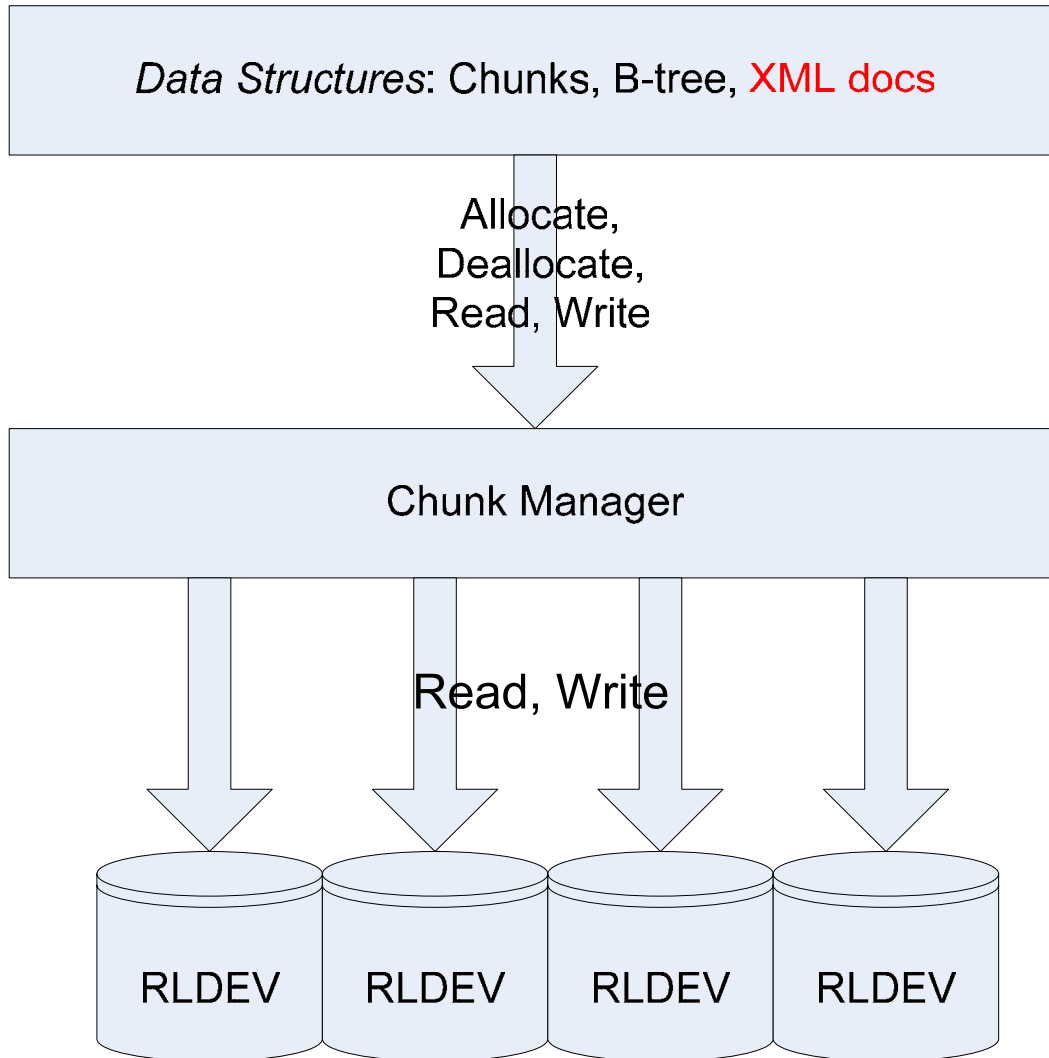 Data Structures: Chunks, B-tree, XML docs
Allocate,
Deallocate,
Read, Write
Chunk Manager
Read, Write
RLDEV RLDEV RLDEV RLDEV